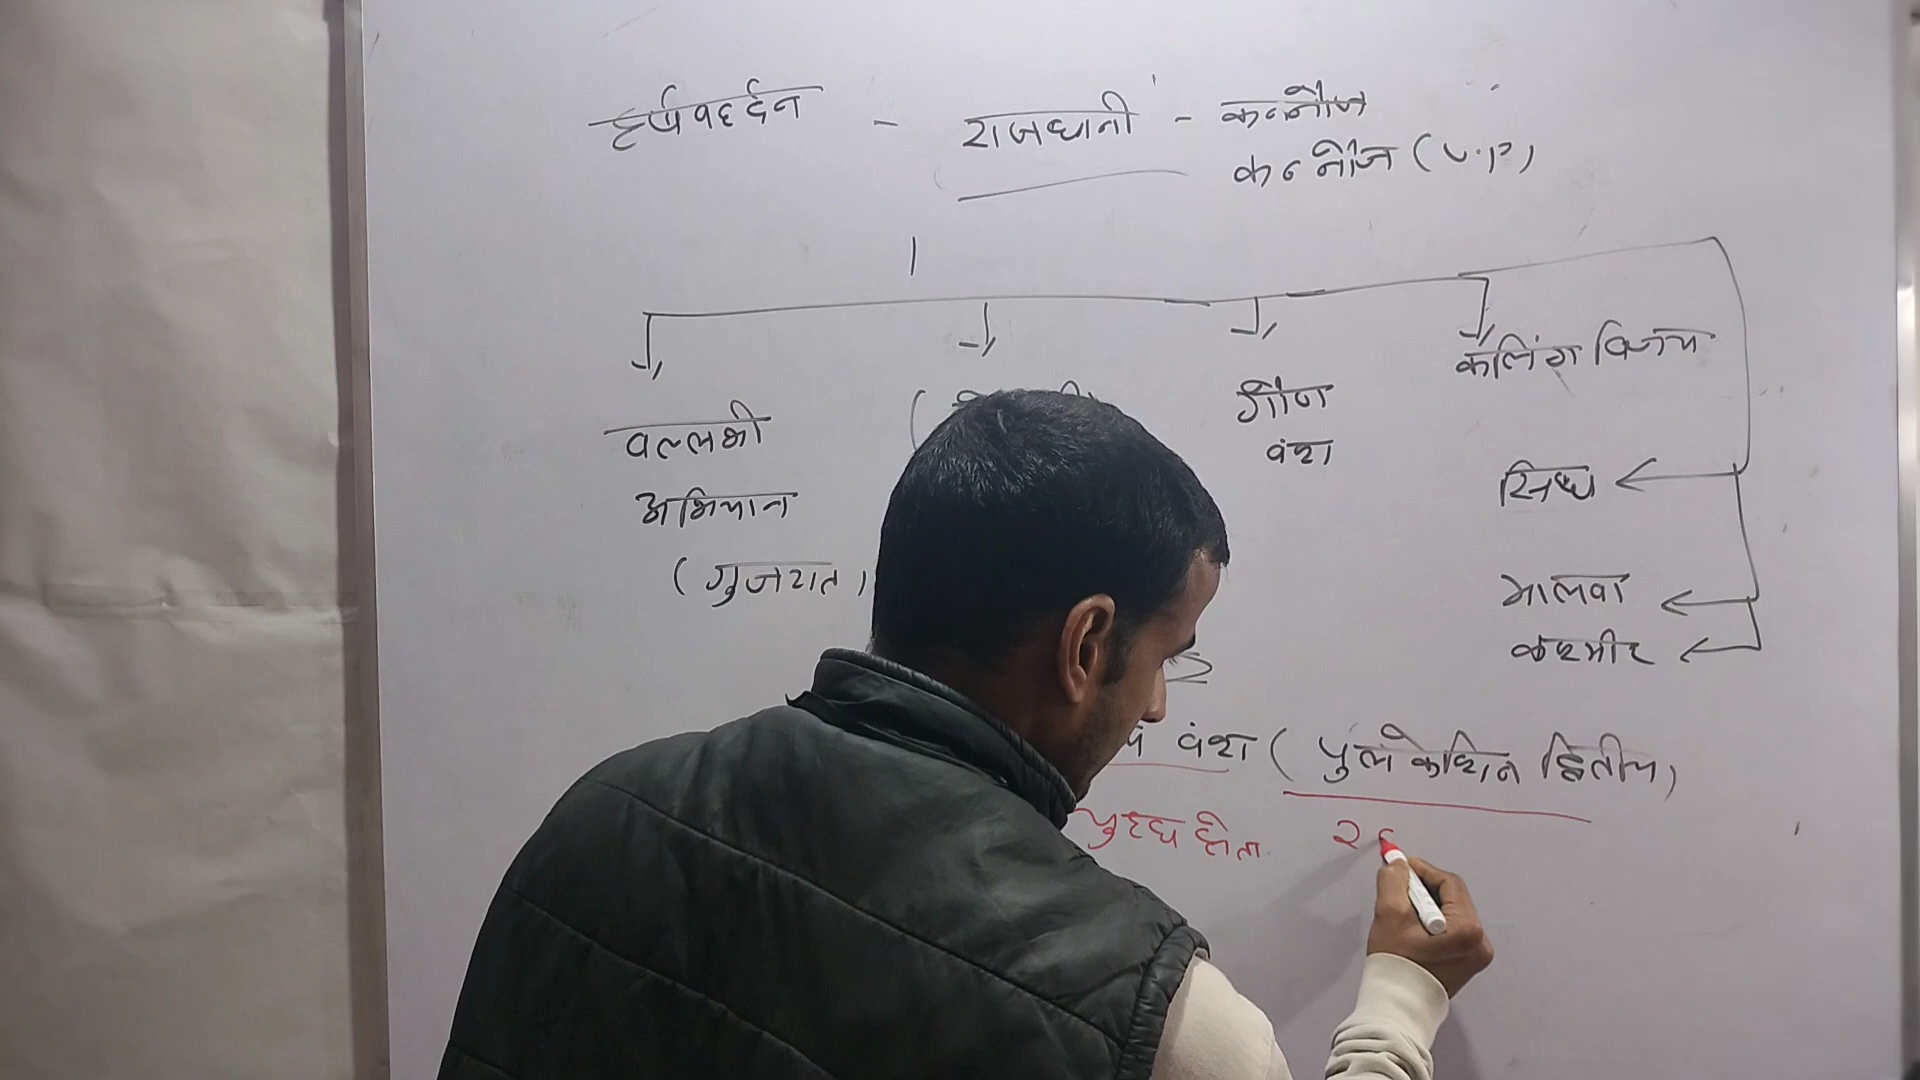 हर्षवर्द्धन - राजधानी - कन्नौज
कन्नौज (U.P)
कलिंग विजय
वल्लभी
गौण
वंश
अभियान
सिन्ध
(गुजरात)
मालवा
कश्मीर
वंश ( पुलकेशिन द्वितीय)
युद्ध होता